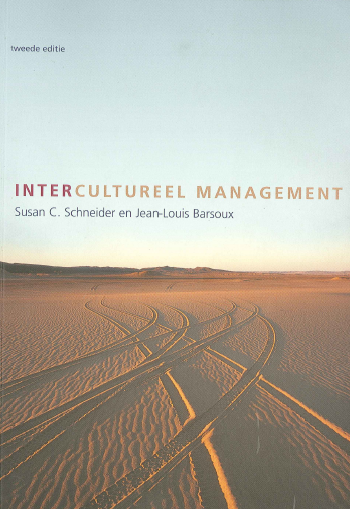 tweede editie
INTERCULTUREEL MANAGEMENT
Susan C. Schneider en Jean-Louis Barsoux